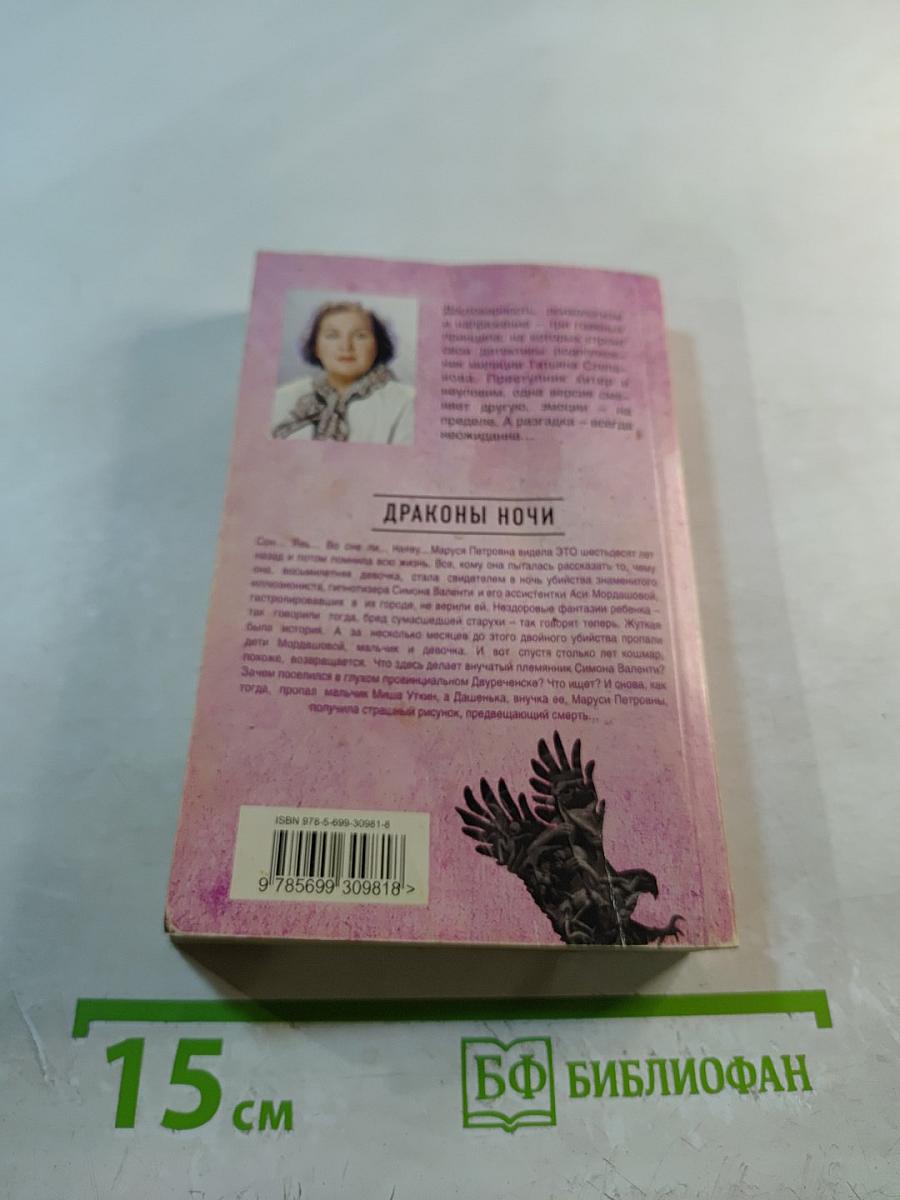 Достоверность, психологизм
и напряжение – три главных
принципа, на которых строит
свои детективы подполков-
ник милиции Татьяна Степа-
нова. Преступник хитер и
неуловим, одна версия сме-
няет другую, эмоции – на
пределе. А разгадка – всегда
неожиданна...
ДРАКОНЫ НОЧИ
Сон... Явь... Во сне ли... наяву... Маруся Петровна видела ЭТО шестьдесят лет
назад и потом помнила всю жизнь. Все, кому она пыталась рассказать то, чему
она, восьмилетняя девочка, стала свидетелем в ночь убийства знаменитого
иллюзиониста, гипнотизера Симона Валенти и его ассистентки Аси Мордашовой,
гастролировавших в их городе, не верили ей. Нездоровые фантазии ребенка –
так говорили тогда, бред сумасшедшей старухи – так говорят теперь. Жуткая
была история. А за несколько месяцев до этого двойного убийства пропали
дети Мордашовой, мальчик и девочка. И вот спустя столько лет кошмар,
похоже, возвращается. Что здесь делает внучатый племянник Симона Валенти?
Зачем поселился в глухом провинциальном Двуреченске? Что ищет? И снова, как
тогда, пропал мальчик Миша Уткин, а Дашенька, внучка ее, Маруси Петровны,
получила страшный рисунок, предвещающий смерть...
ISBN 978-5-699-30981-8
9 785699 309818 >
15 см
БФ БИБЛИОФАН